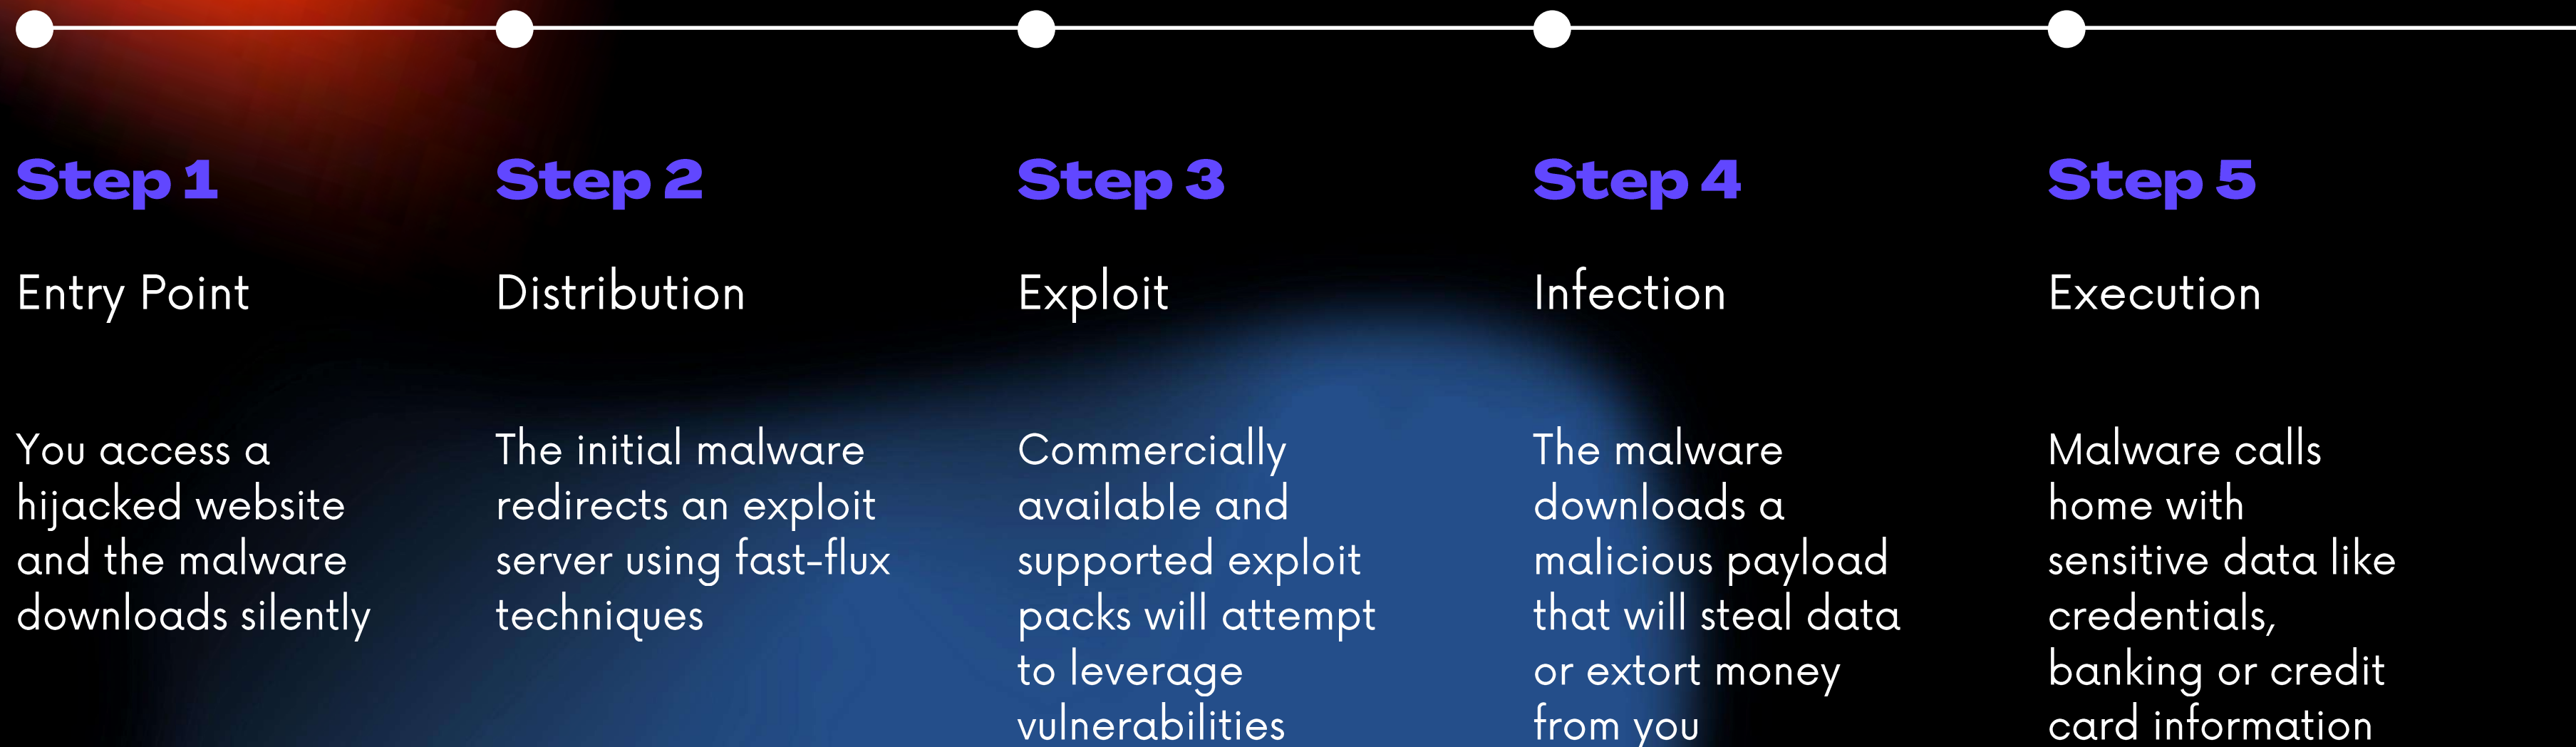 Step 1
Entry Point
You access a
hijacked website
and the malware
downloads silently
Step 2
Distribution
The initial malware
redirects an exploit
server using fast-flux
techniques
Step 3
Exploit
Commercially
available and
supported exploit
packs will attempt
to leverage
vulnerabilities
Step 4
Infection
The malware
downloads a
malicious payload
that will steal data
or extort money
from you
Step 5
Execution
Malware calls
home with
sensitive data like
credentials,
banking or credit
card information